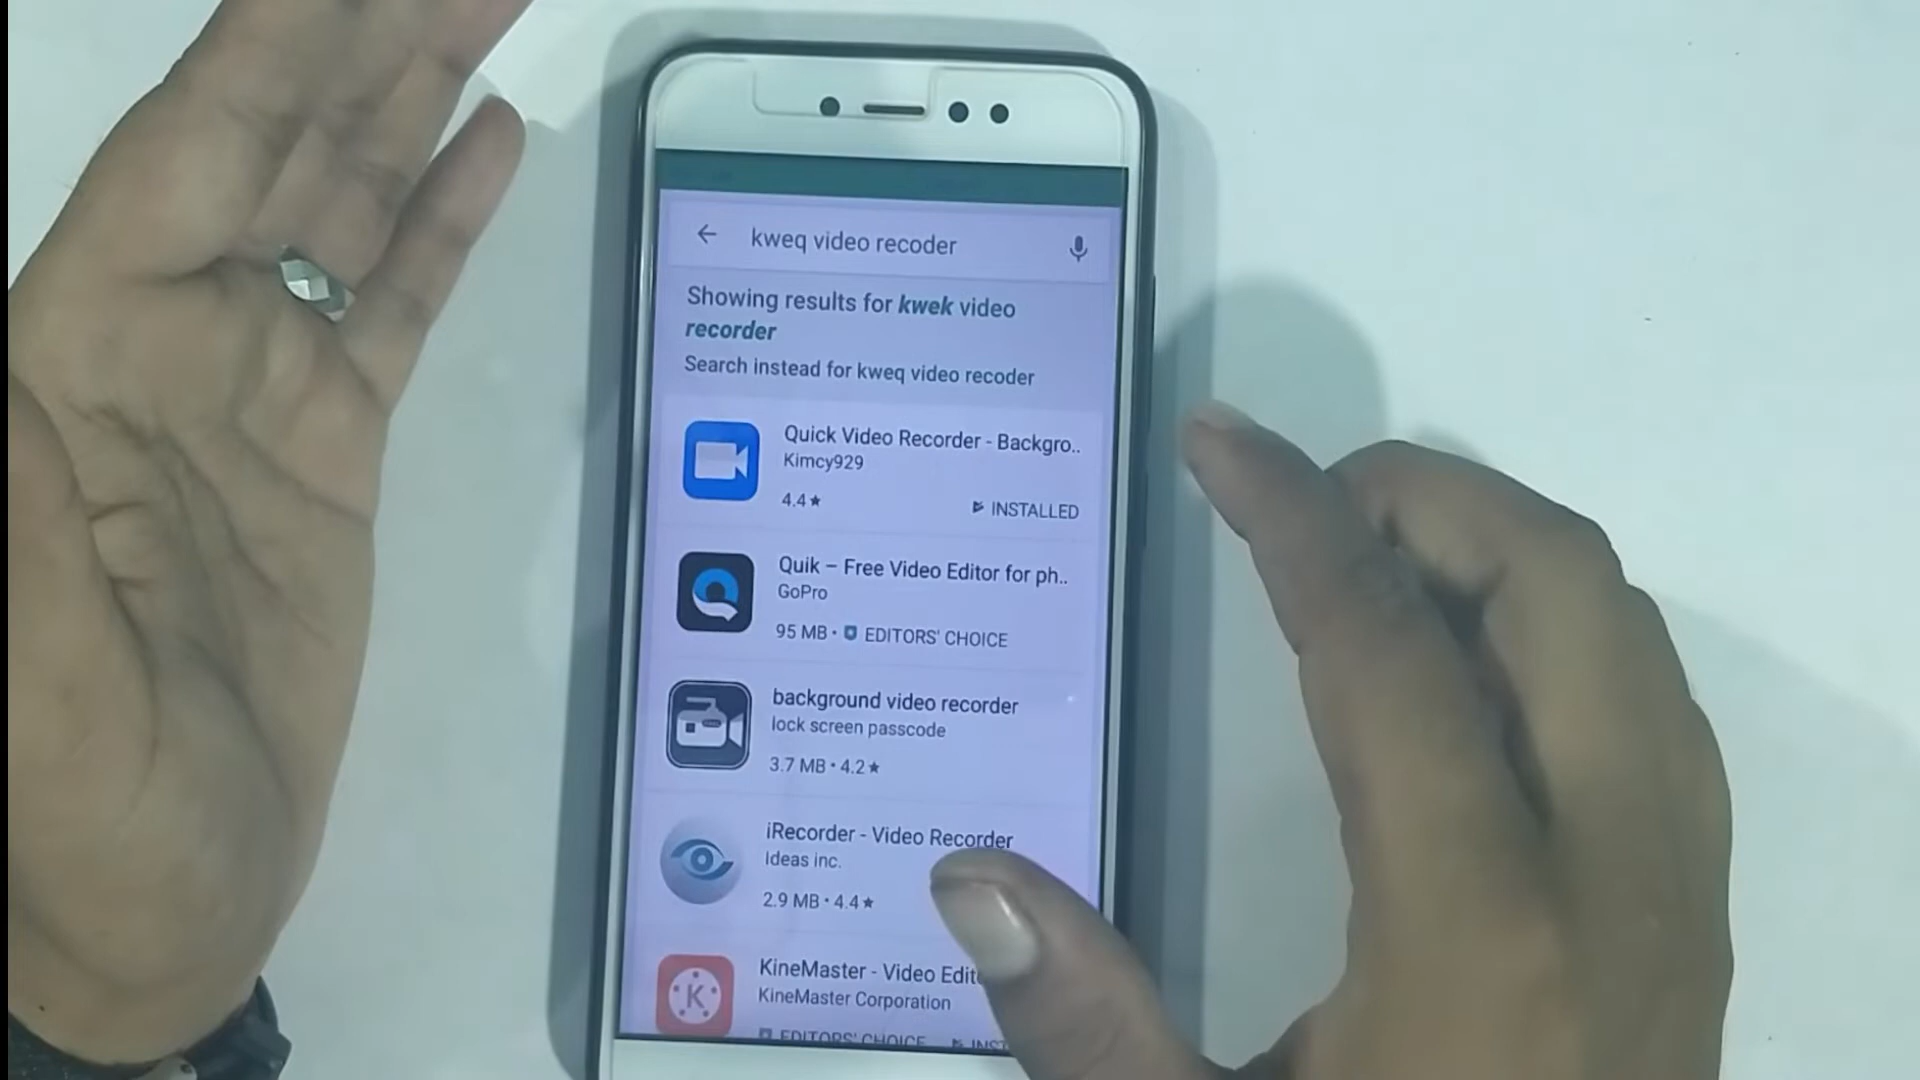 kweq video recoder
Showing results for kwek video
recorder
Search instead for kweq video recoder
Quick Video Recorder - Backgro..
Kimcy929
4.4★
INSTALLED
Quik – Free Video Editor for ph..
GoPro
95 MB • EDITORS' CHOICE
background video recorder
lock screen passcode
3.7 MB • 4.2★
iRecorder - Video Recorder
Ideas inc.
2.9 MB • 4.4★
KineMaster - Video Edit
KineMaster Corporation
EDITORS' CHOICE
INST